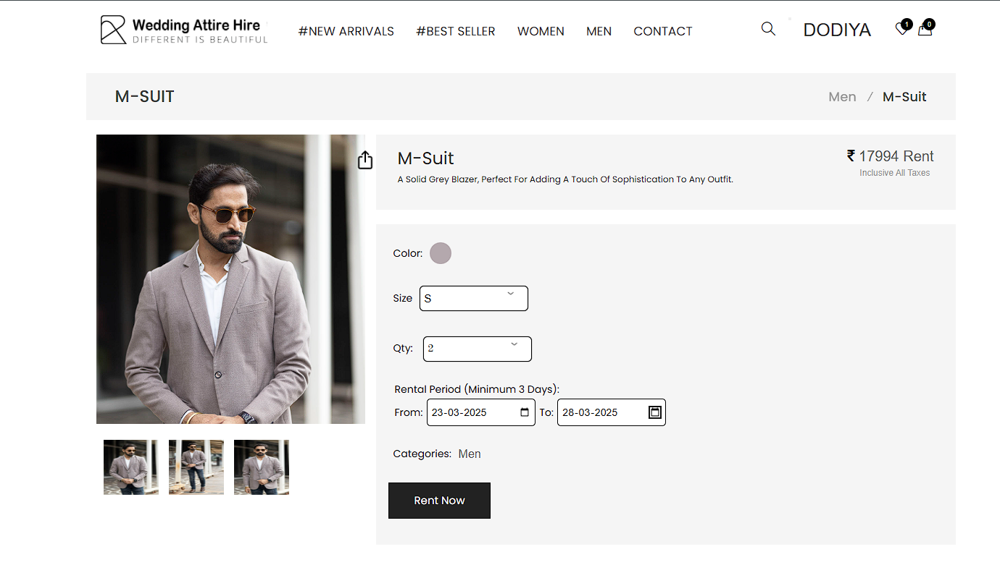 Wedding Attire Hire
DIFFERENT IS BEAUTIFUL
#NEW ARRIVALS #BEST SELLER WOMEN MEN CONTACT
DODIYA
1
0
M-SUIT
Men / M-Suit
M-Suit
₹ 17994 Rent
A Solid Grey Blazer, Perfect For Adding A Touch Of Sophistication To Any Outfit.
Inclusive All Taxes
Color:
Size S
Qty: 2
Rental Period (Minimum 3 Days):
From: 23-03-2025 To: 28-03-2025
Categories: Men
Rent Now